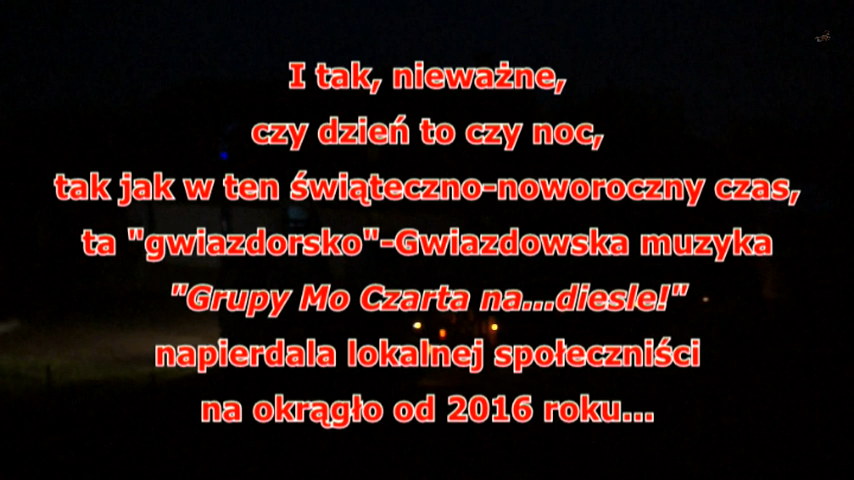 I tak, nieważne,
czy dzień to czy noc,
tak jak w ten świąteczno-noworoczny czas,
ta "gwiazdorsko"-Gwiazdowska muzyka
"Grupy Mo Czarta na...diesle!"
napierdala lokalnej społeczniści
na okrągło od 2016 roku...